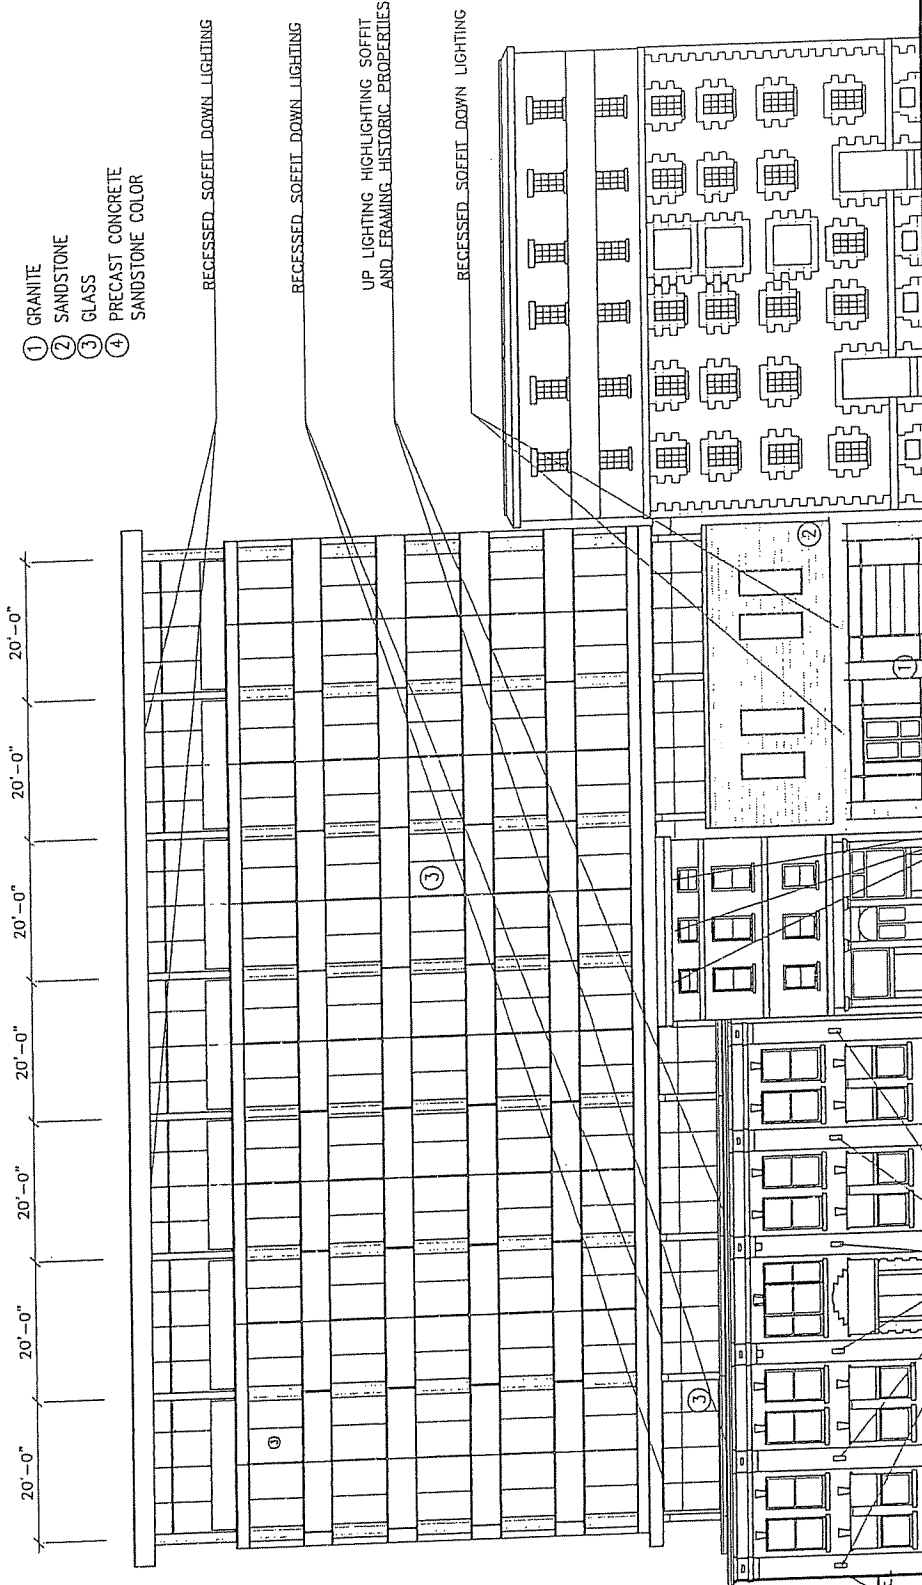 ① GRANITE
② SANDSTONE
③ GLASS
④ PRECAST CONCRETE
SANDSTONE COLOR
RECESSED SOFFIT DOWN LIGHTING
RECESSED SOFFIT DOWN LIGHTING
UP LIGHTING HIGHLIGHTING SOFFIT
AND FRAMING HISTORIC PROPERTIES
RECESSED SOFFIT DOWN LIGHTING
20'-0"
20'-0"
20'-0"
20'-0"
20'-0"
20'-0"
20'-0"
③
③
③
②
①